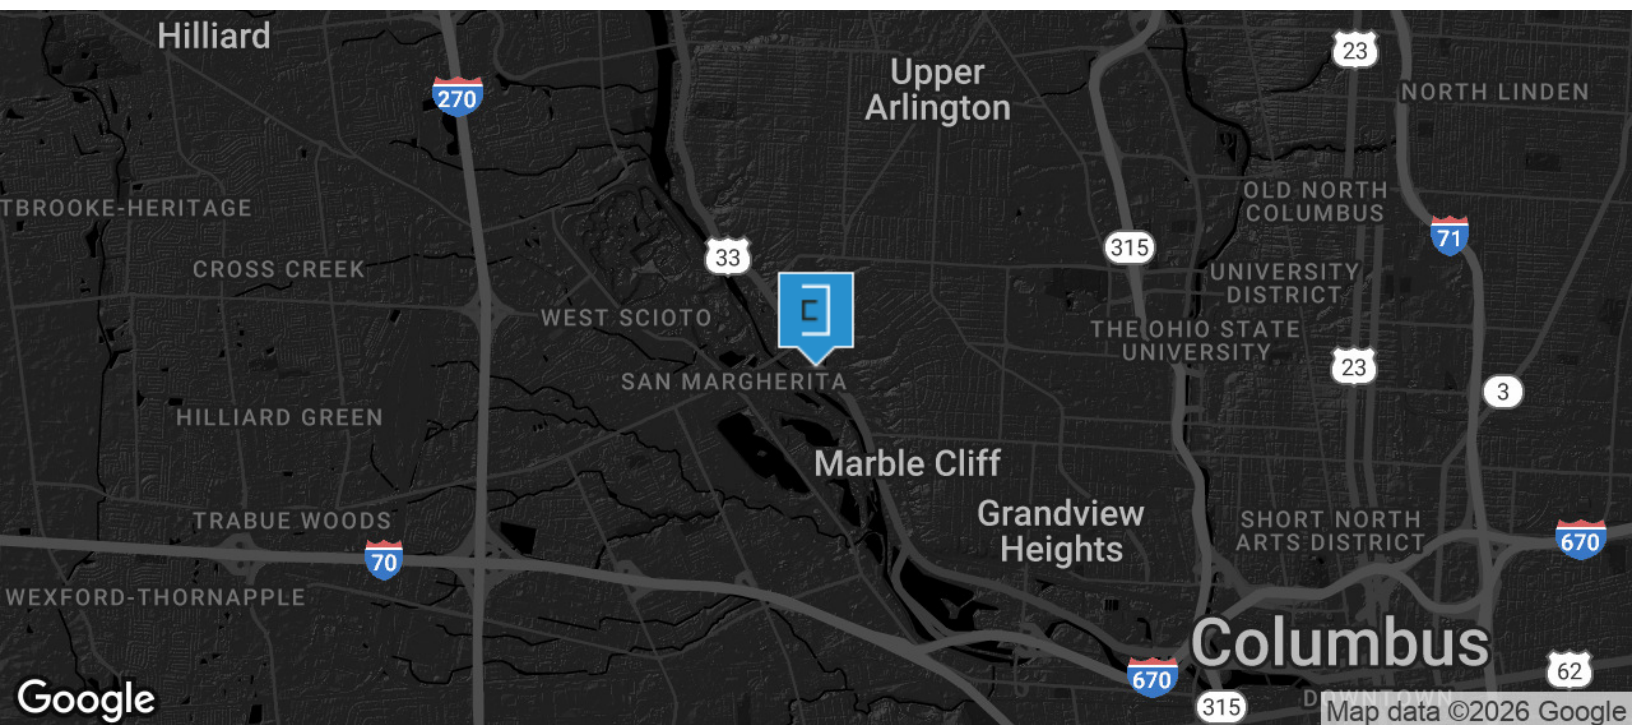 Hilliard
23
Upper
Arlington
270
NORTH LINDEN
OLD NORTH
COLUMBUS
TBROOKE-HERITAGE
71
315
33
CROSS CREEK
UNIVERSITY
DISTRICT
WEST SCIOTO
THE OHIO STATE
UNIVERSITY
23
SAN MARGHERITA
3
HILLIARD GREEN
Marble Cliff
TRABUE WOODS
Grandview
Heights
SHORT NORTH
ARTS DISTRICT
670
70
WEXFORD-THORNAPPLE
Columbus
62
670
Google
315
DOWNTOWN
Map data ©2026 Google